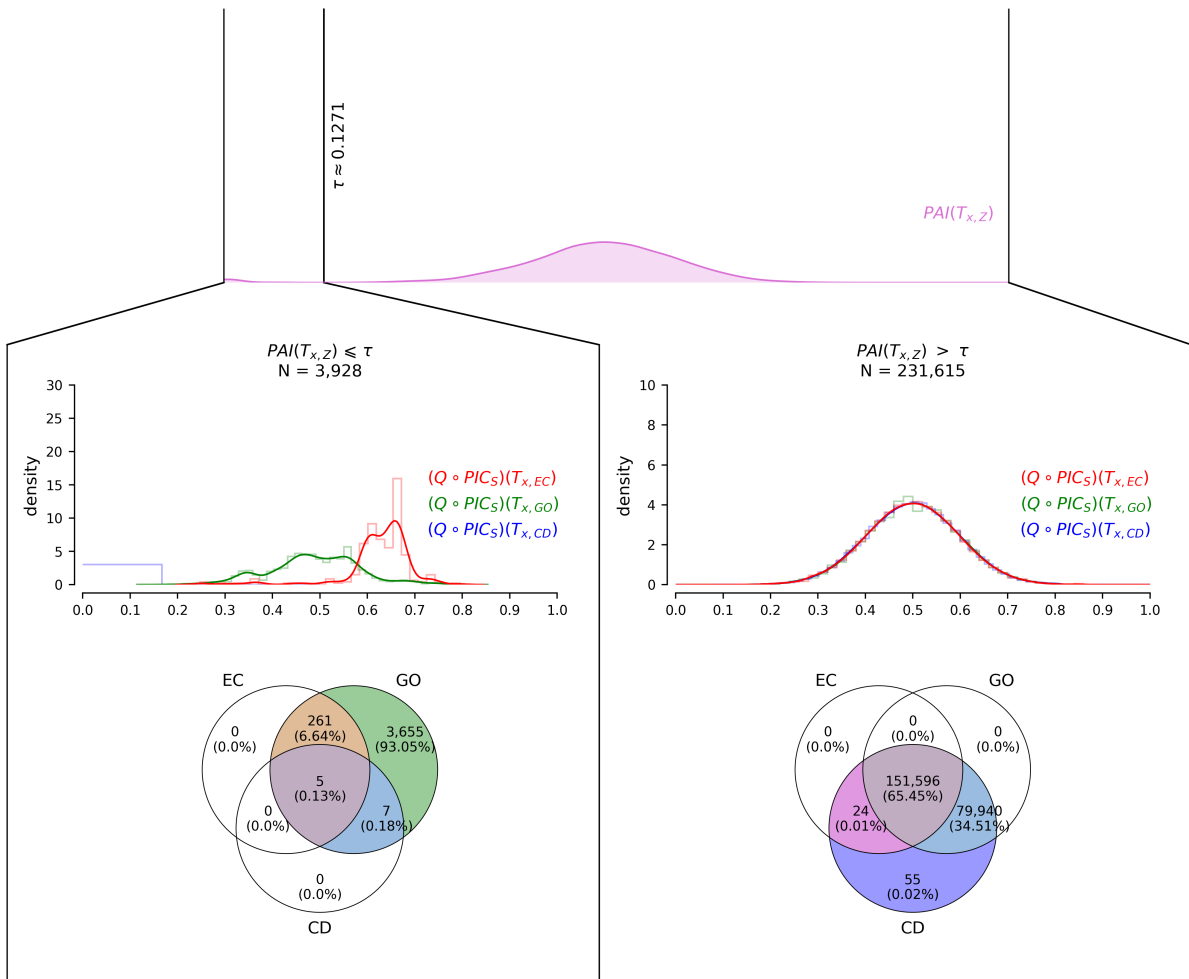 τ ≈ 0.1271
PAI(T_{x,Z})
PAI(T_{x,Z}) ⩽ τ
N = 3,928
density
30
25
20
15
10
5
0
0.0 0.1 0.2 0.3 0.4 0.5 0.6 0.7 0.8 0.9 1.0
(Q ∘ PIC_S)(T_{x,EC})
(Q ∘ PIC_S)(T_{x,GO})
(Q ∘ PIC_S)(T_{x,CD})
EC
GO
0
(0.0%)
261
(6.64%)
3,655
(93.05%)
5
(0.13%)
0
(0.0%)
7
(0.18%)
0
(0.0%)
CD
PAI(T_{x,Z}) > τ
N = 231,615
density
10
8
6
4
2
0
0.0 0.1 0.2 0.3 0.4 0.5 0.6 0.7 0.8 0.9 1.0
(Q ∘ PIC_S)(T_{x,EC})
(Q ∘ PIC_S)(T_{x,GO})
(Q ∘ PIC_S)(T_{x,CD})
EC
GO
0
(0.0%)
0
(0.0%)
0
(0.0%)
151,596
(65.45%)
24
(0.01%)
79,940
(34.51%)
55
(0.02%)
CD